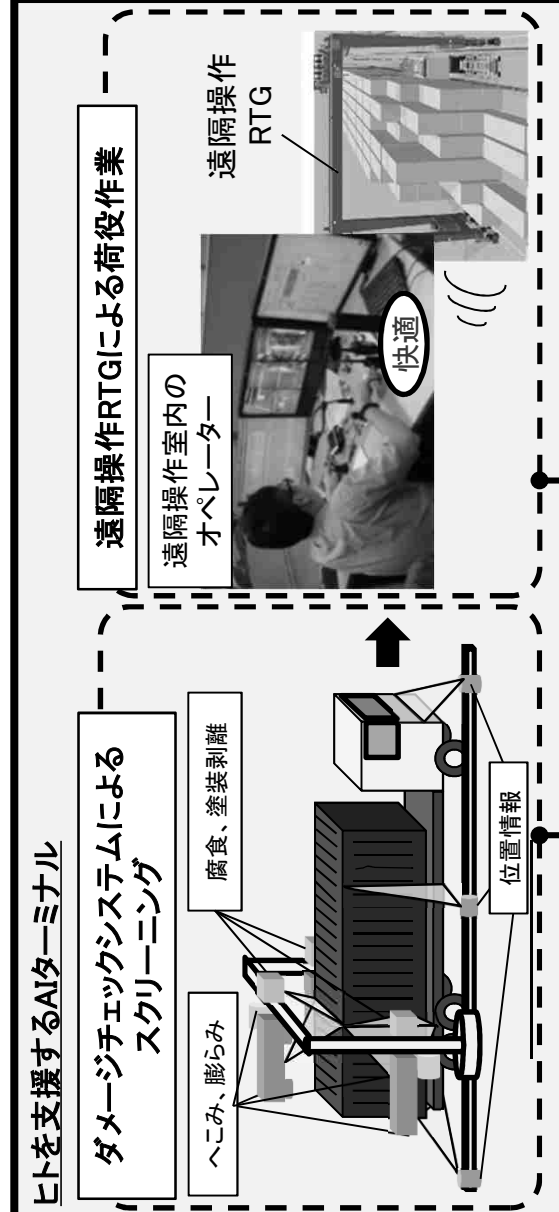 ヒトを支援するAIターミナル
ダメージチェックシステムによる
スクリーニング
へこみ、膨らみ
腐食、塗装剥離
位置情報
遠隔操作RTGによる荷役作業
遠隔操作室内の
オペレーター
快適
遠隔操作
RTG